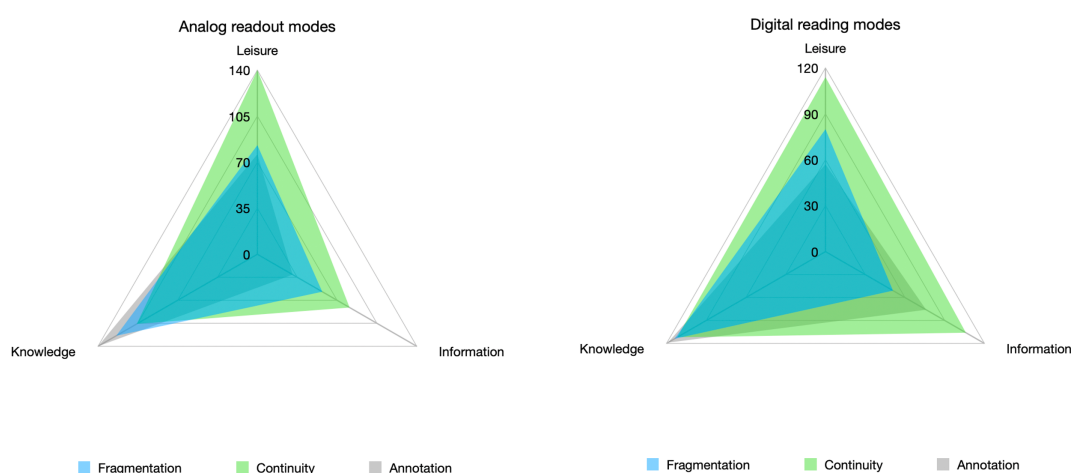 Analog readout modes
Leisure
140
105
70
35
0
Knowledge
Information
Fragmentation
Continuity
Annotation
Digital reading modes
Leisure
120
90
60
30
0
Knowledge
Information
Fragmentation
Continuity
Annotation